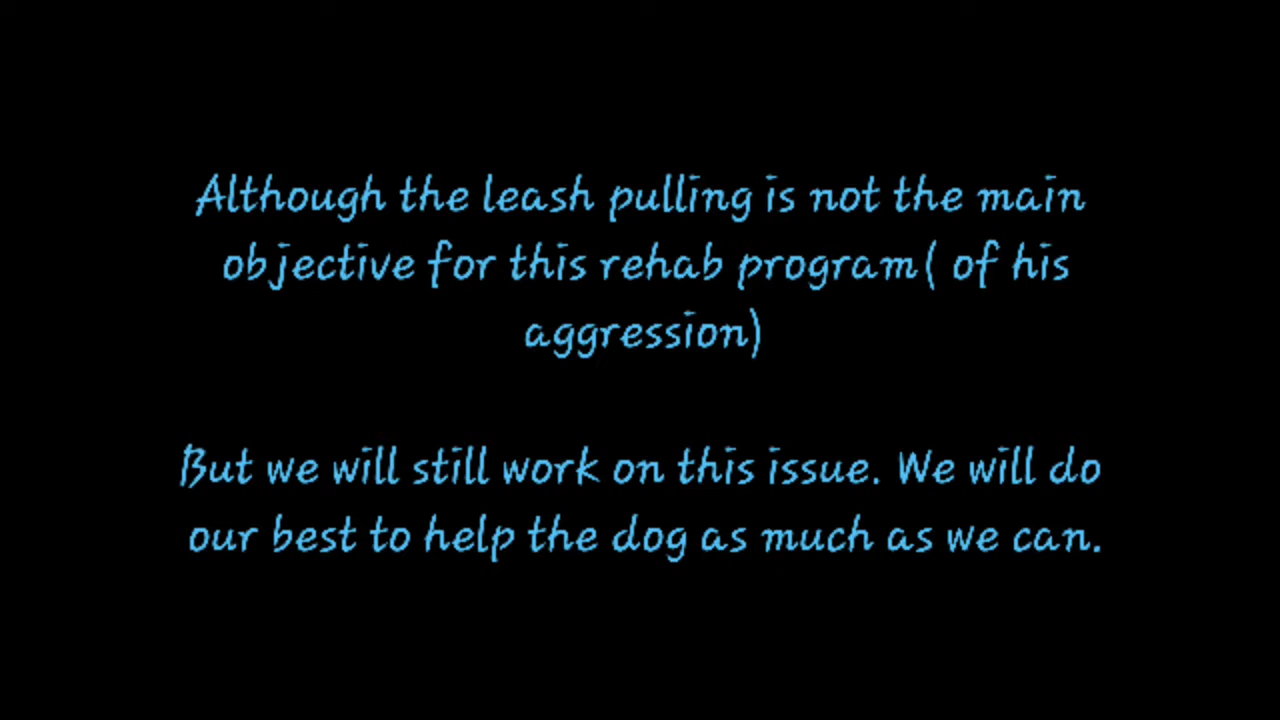 Although the leash pulling is not the main
objective for this rehab program( of his
aggression)
But we will still work on this issue. We will do
our best to help the dog as much as we can.